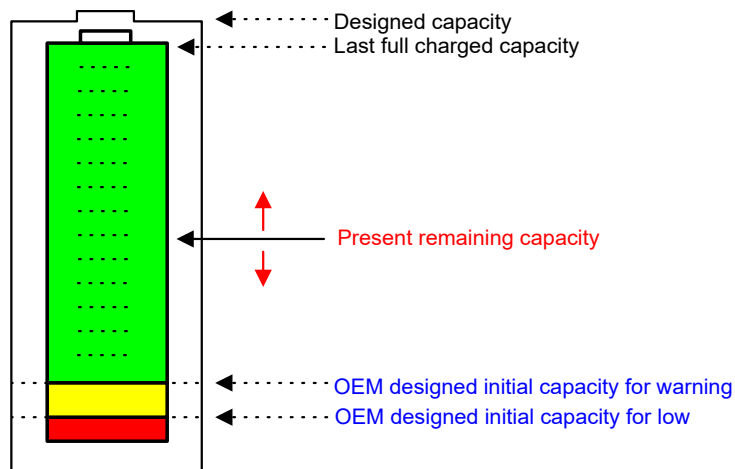 Designed capacity
Last full charged capacity
Present remaining capacity
OEM designed initial capacity for warning
OEM designed initial capacity for low